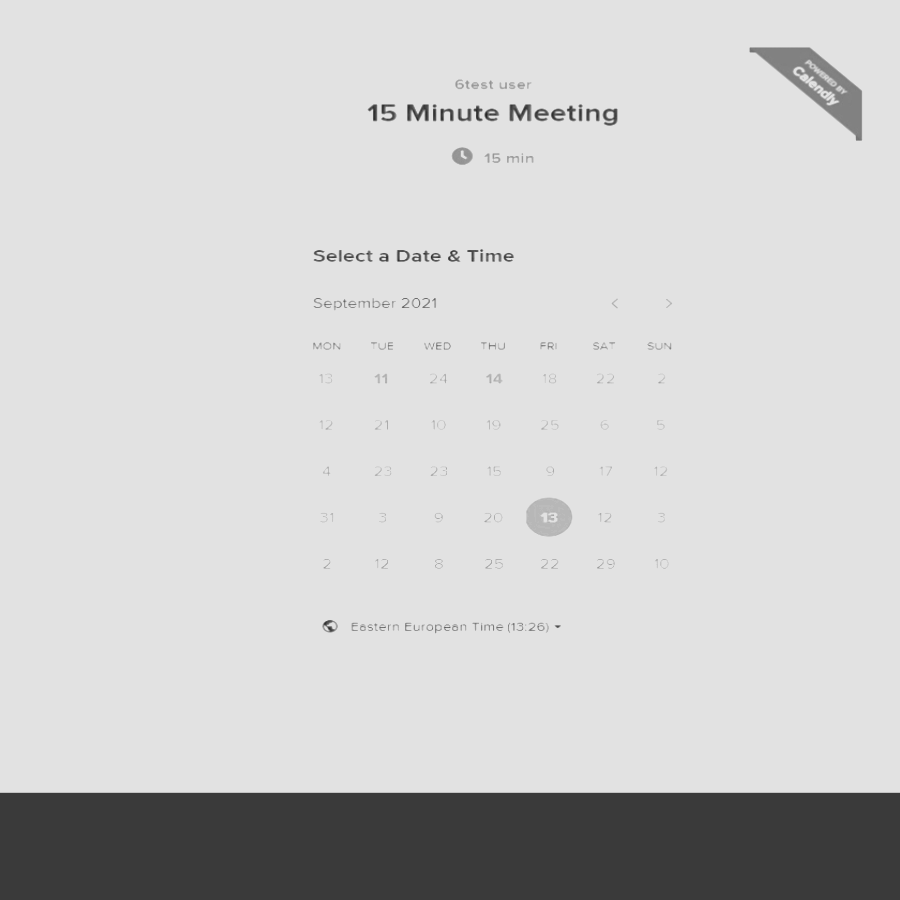 POWERED BY
Calendly
6test user
15 Minute Meeting
15 min
Select a Date & Time
September 2021
MON TUE WED THU FRI SAT SUN
13 11 24 14 18 22 2
12 21 10 19 25 6 5
4 23 23 15 9 17 12
31 3 9 20 13 12 3
2 12 8 25 22 29 10
Eastern European Time (13:26)